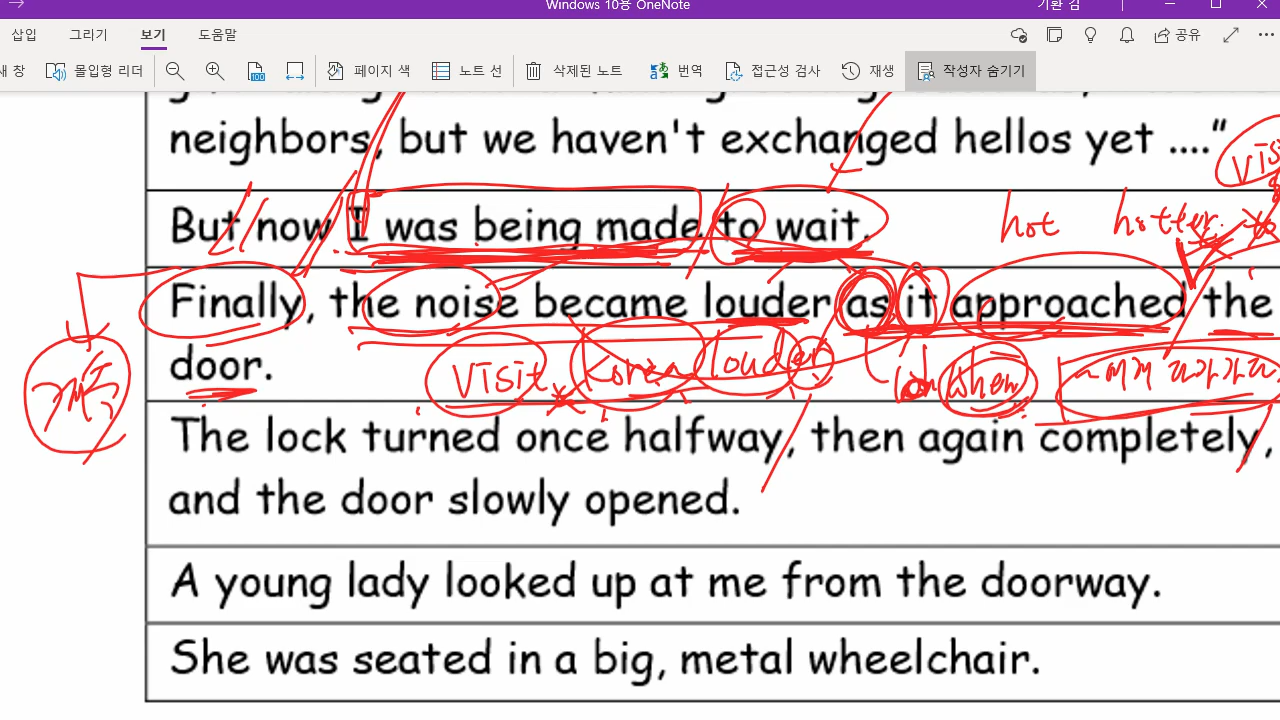 Windows 10용 OneNote
기환 김
삽입 그리기 보기 도움말 공유
새 창 몰입형 리더 페이지 색 노트 선 삭제된 노트 번역 접근성 검사 재생 작성자 숨기기
neighbors, but we haven't exchanged hellos yet ...."
But now I was being made to wait.
hot hotter
Finally, the noise became louder as it approached the
door.
visit Korea louder when
The lock turned once halfway, then again completely,
and the door slowly opened.
A young lady looked up at me from the doorway.
She was seated in a big, metal wheelchair.